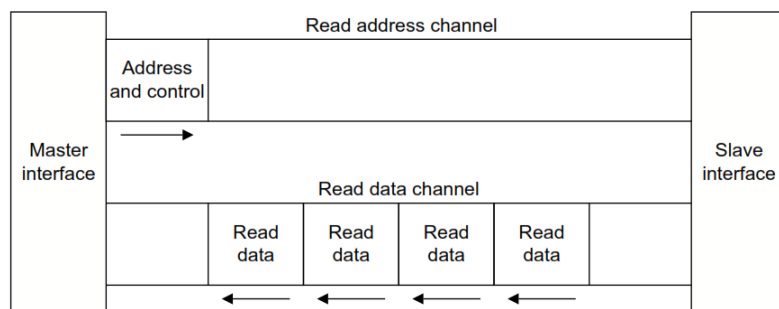 Read address channel
Address
and control
Master
interface
Slave
interface
Read data channel
Read
data
Read
data
Read
data
Read
data